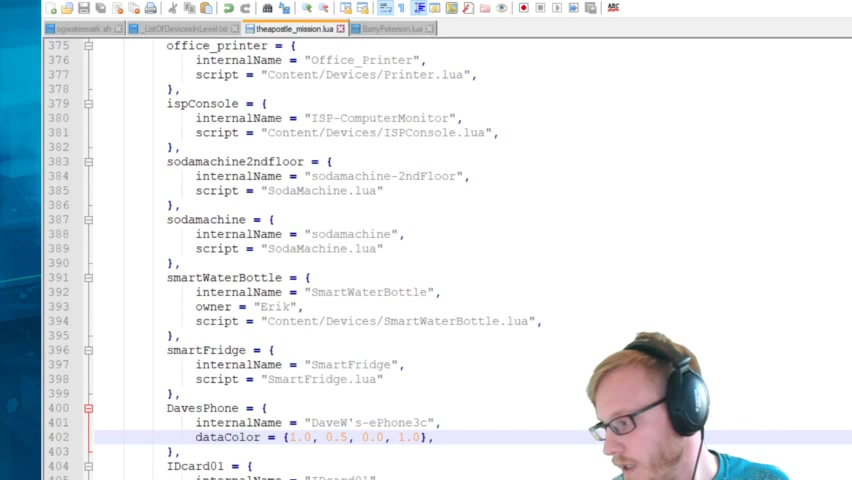 ogwatermark.sh
_ListOfDevicesInLevel.txt
theapostle_mission.lua
BarryPeterson.lua
375 office_printer = {
376 internalName = "Office_Printer"
377 script = "Content/Devices/Printer.lua",
378 },
379 ispConsole = {
380 internalName = "ISP-ComputerMonitor",
381 script = "Content/Devices/ISPConsole.lua",
382 },
383 sodamachine2ndfloor = {
384 internalName = "sodamachine-2ndFloor",
385 script = "SodaMachine.lua"
386 },
387 sodamachine = {
388 internalName = "sodamachine",
389 script = "SodaMachine.lua"
390 },
391 smartWaterBottle = {
392 internalName = "SmartWaterBottle",
393 owner = "Erik",
394 script = "Content/Devices/SmartWaterBottle.lua",
395 },
396 smartFridge = {
397 internalName = "SmartFridge",
398 script = "SmartFridge.lua"
399 },
400 DavesPhone = {
401 internalName = "DaveW's-ePhone3c",
402 dataColor = {1.0, 0.5, 0.0, 1.0},
403 },
404 IDcard01 = {
internalName = "IDcard01"